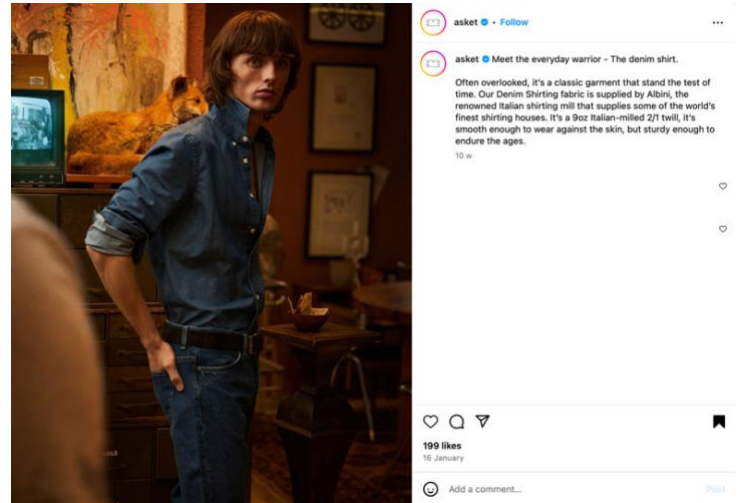 asket • Follow
asket Meet the everyday warrior - The denim shirt.
Often overlooked, it's a classic garment that stand the test of
time. Our Denim Shirting fabric is supplied by Albini, the
renowned Italian shirting mill that supplies some of the world's
finest shirting houses. It's a 9oz Italian-milled 2/1 twill, it's
smooth enough to wear against the skin, but sturdy enough to
endure the ages.
10 w
199 likes
16 January
Add a comment...
Post